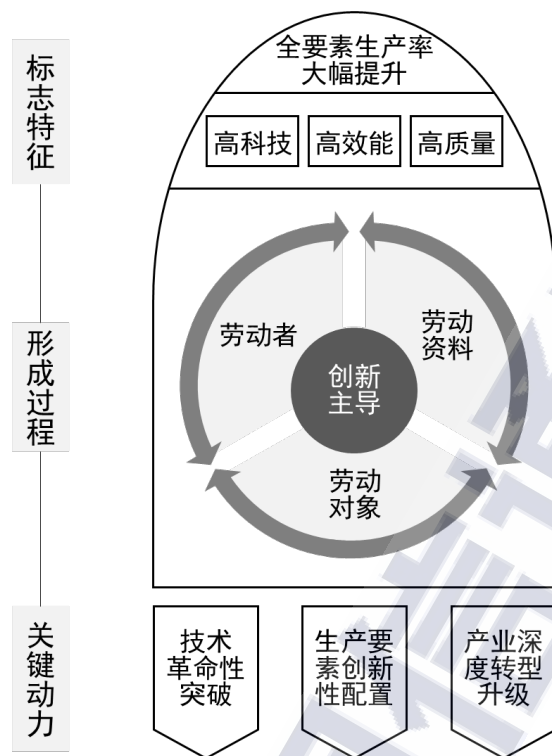 标志特征
全要素生产率
大幅提升
高科技 高效能 高质量
形成过程
劳动者
劳动
资料
创新
主导
劳动
对象
关键动力
技术
革命性
突破
生产要
素创新
性配置
产业深
度转型
升级